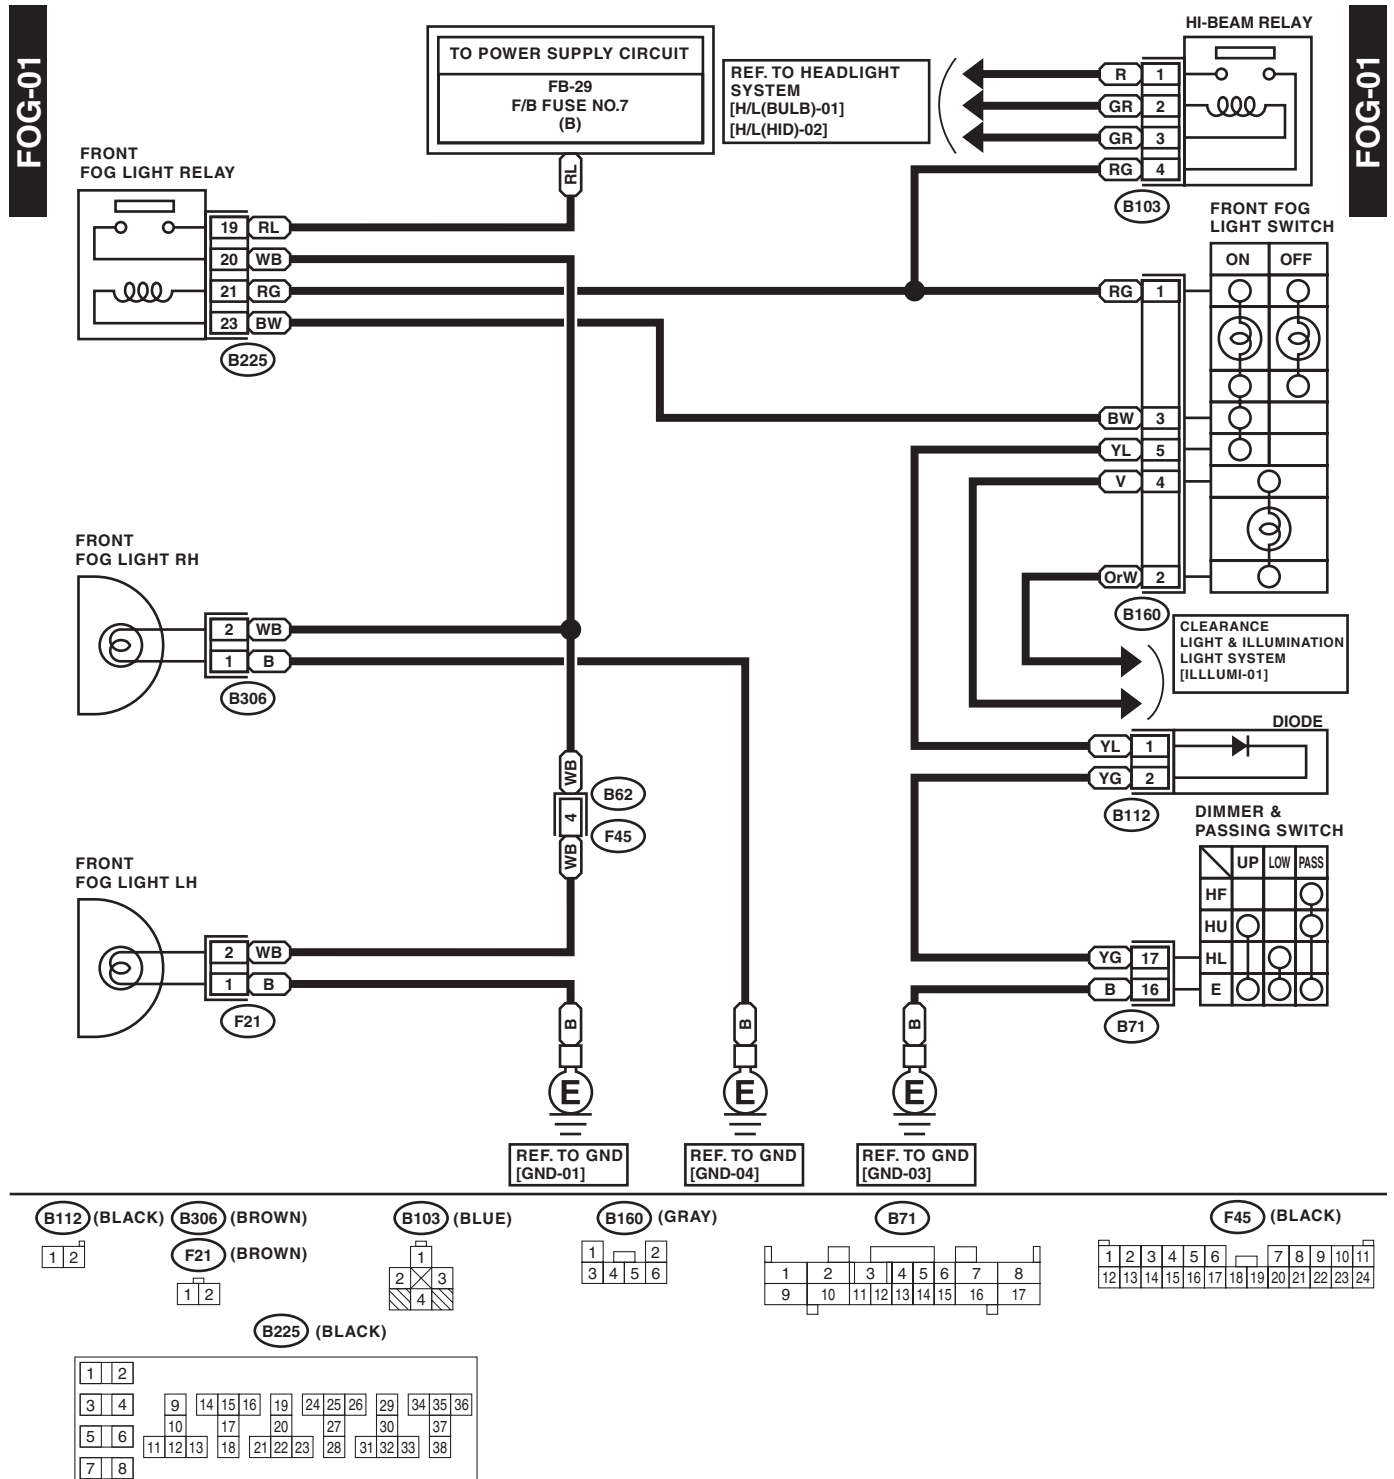 FOG-01
FOG-01
TO POWER SUPPLY CIRCUIT
FB-29
F/B FUSE NO.7
(B)
RL
REF. TO HEADLIGHT
SYSTEM
[H/L(BULB)-01]
[H/L(HID)-02]
HI-BEAM RELAY
R 1
GR 2
GR 3
RG 4
B103
FRONT
FOG LIGHT RELAY
19 RL
20 WB
21 RG
23 BW
B225
FRONT FOG
LIGHT SWITCH
ON OFF
RG 1
BW 3
YL 5
V 4
OrW 2
B160
CLEARANCE
LIGHT & ILLUMINATION
LIGHT SYSTEM
[ILLLUMI-01]
FRONT
FOG LIGHT RH
2 WB
1 B
B306
WB
B62
4
F45
WB
DIODE
YL 1
YG 2
B112
DIMMER &
PASSING SWITCH
UP LOW PASS
HF
HU
HL
E
YG 17
B 16
B71
FRONT
FOG LIGHT LH
2 WB
1 B
F21
B
B
B
E
E
E
REF. TO GND
[GND-01]
REF. TO GND
[GND-04]
REF. TO GND
[GND-03]
B112 (BLACK)
1 2
B306 (BROWN)
F21 (BROWN)
1 2
B103 (BLUE)
1
2 3
4
B160 (GRAY)
1 2
3 4 5 6
B71
1 2 3 4 5 6 7 8
9 10 11 12 13 14 15 16 17
F45 (BLACK)
1 2 3 4 5 6 7 8 9 10 11
12 13 14 15 16 17 18 19 20 21 22 23 24
B225 (BLACK)
1 2
3 4 9 14 15 16 19 24 25 26 29 34 35 36
10 17 20 27 30 37
5 6 11 12 13 18 21 22 23 28 31 32 33 38
7 8